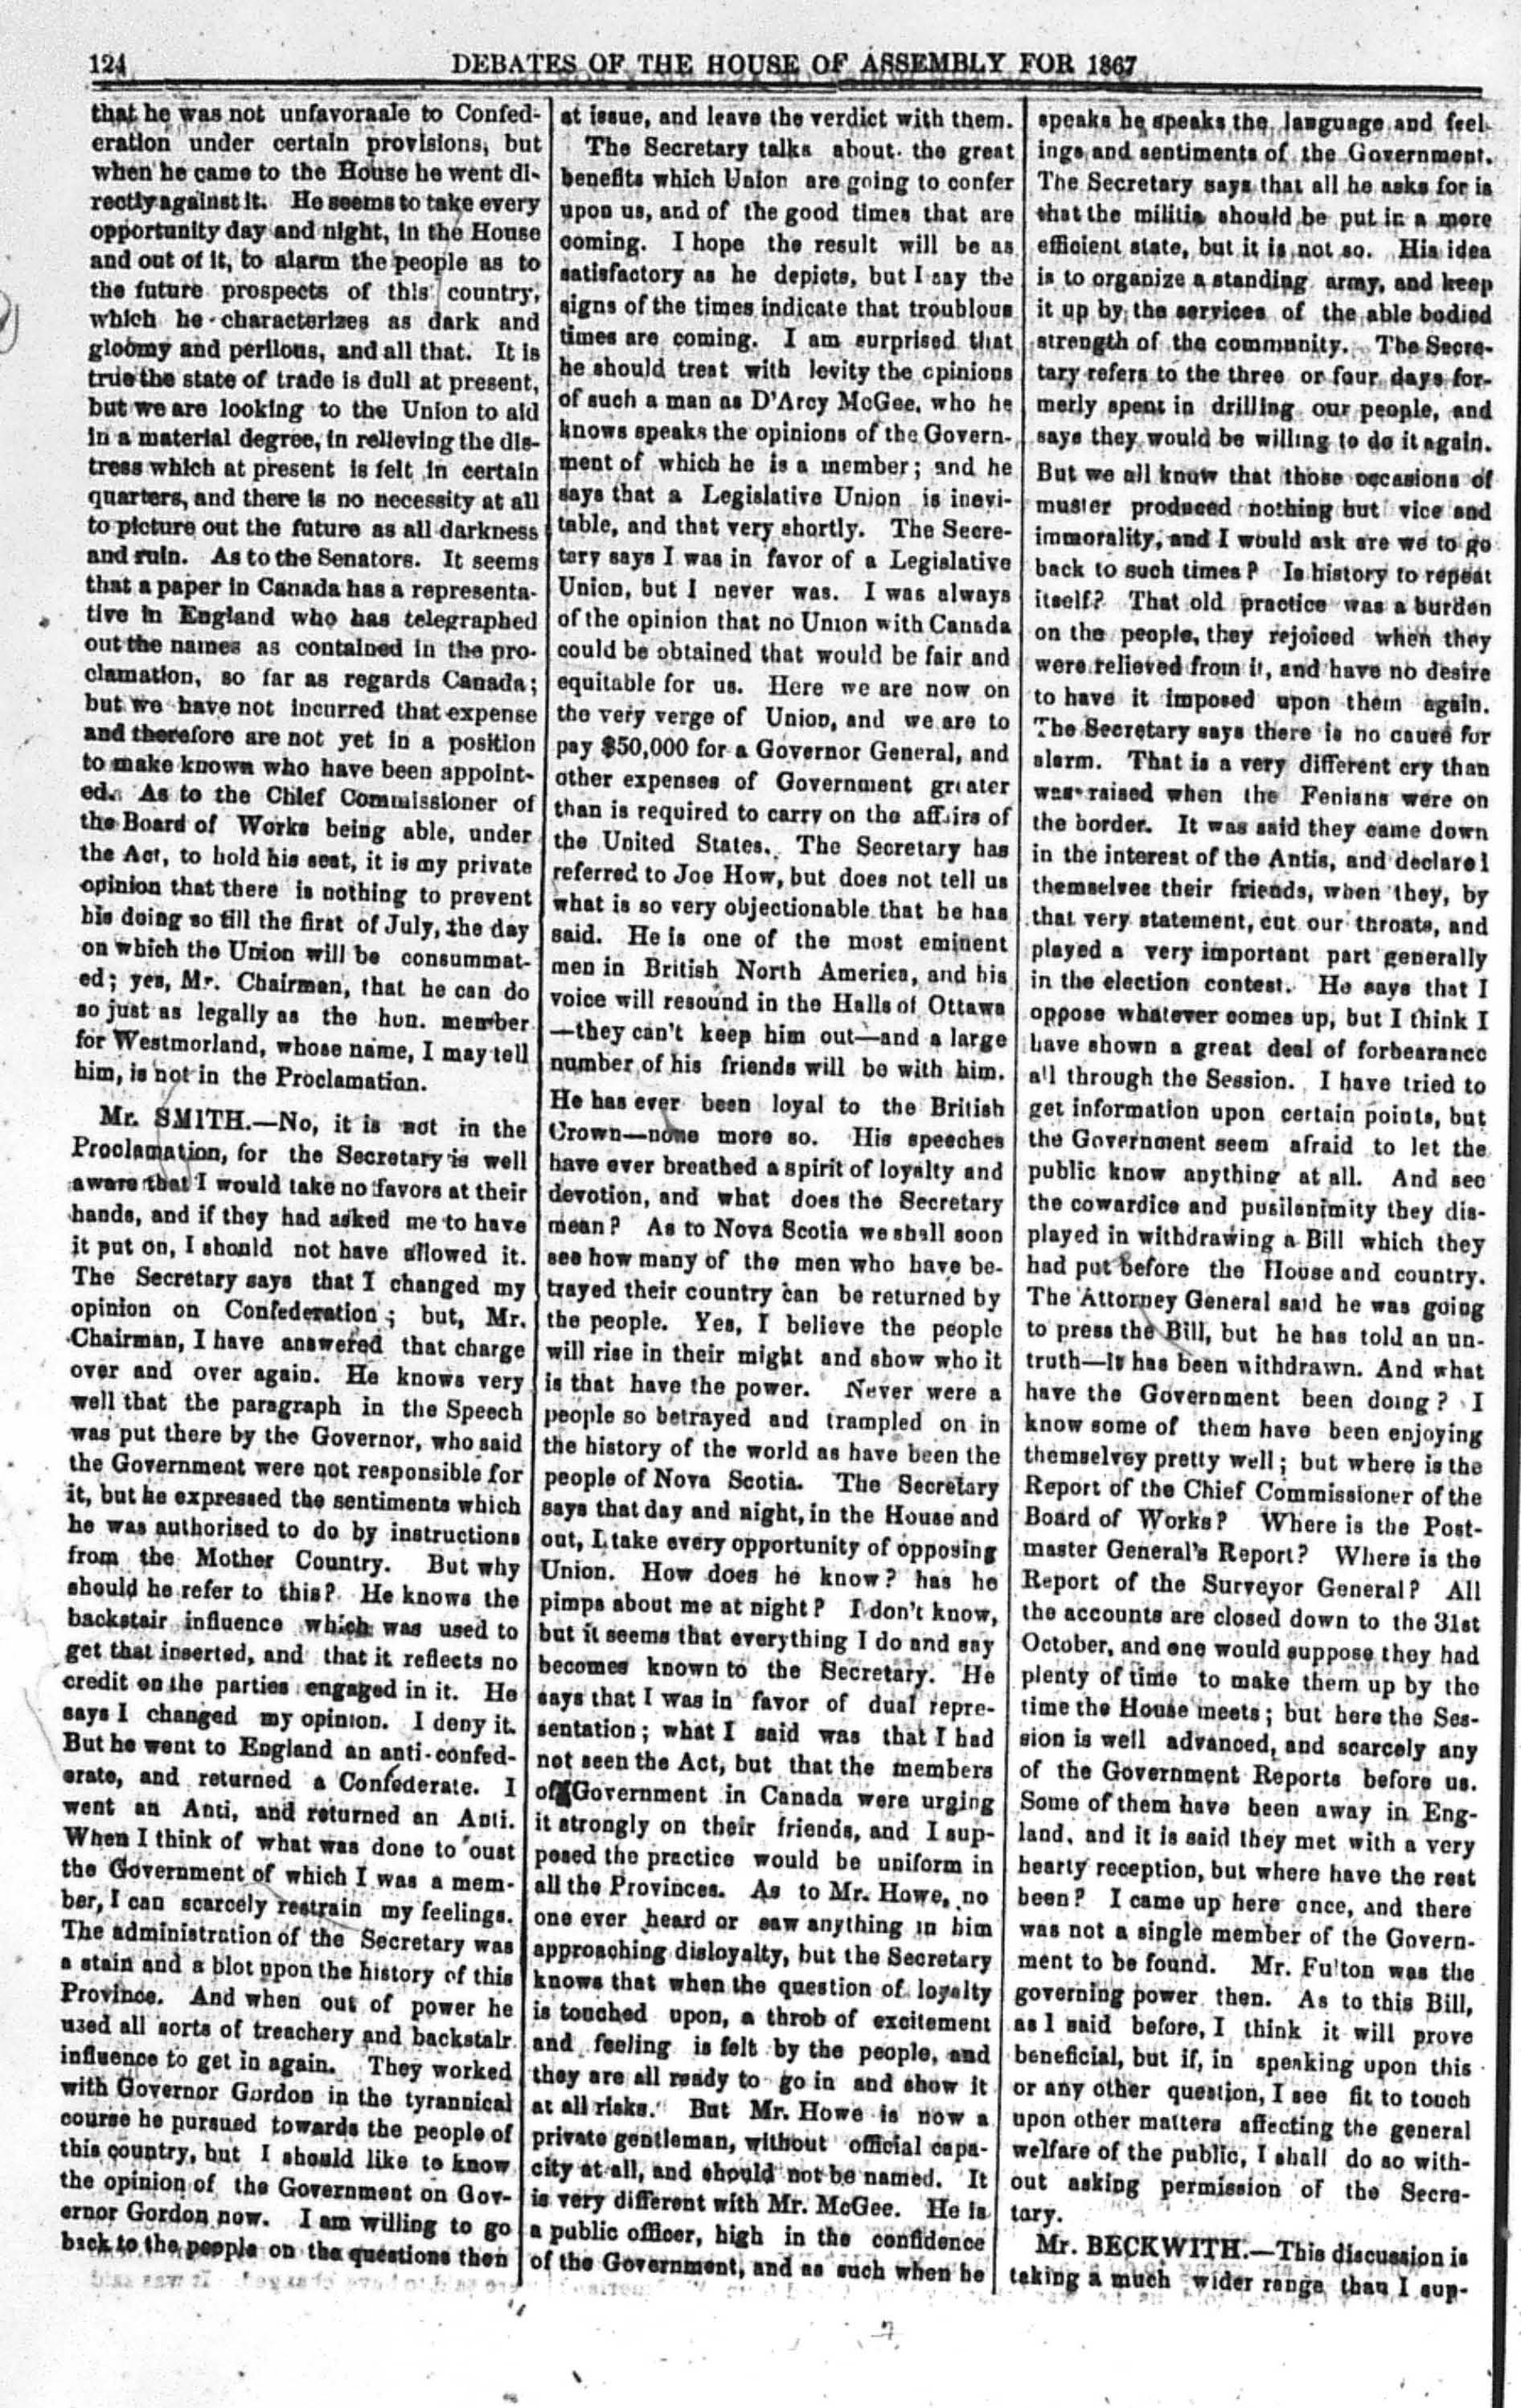 124 DEBATES OF THE HOUSE OF ASSEMBLY FOR 1867
that he was not unfavoraale to Confed-
eration under certain provisions, but
when he came to the House he went di-
rectly against it. He seems to take every
opportunity day and night, in the House
and out of it, to alarm the people as to
the future prospects of this country,
which he characterizes as dark and
gloomy and perilous, and all that. It is
true the state of trade is dull at present,
but we are looking to the Union to aid
in a material degree, in relieving the dis-
tress which at present is felt in certain
quarters, and there is no necessity at all
to picture out the future as all darkness
and ruin. As to the Senators. It seems
that a paper in Canada has a representa-
tive in England who has telegraphed
out the names as contained in the pro-
clamation, so far as regards Canada;
but we have not incurred that expense
and therefore are not yet in a position
to make known who have been appoint-
ed. As to the Chief Commissioner of
the Board of Works being able, under
the Act, to hold his seat, it is my private
opinion that there is nothing to prevent
his doing so till the first of July, the day
on which the Union will be consummat-
ed; yes, Mr. Chairman, that he can do
so just as legally as the hon. member
for Westmorland, whose name, I may tell
him, is not in the Proclamation.
Mr. SMITH.—No, it is not in the
Proclamation, for the Secretary is well
aware that I would take no favors at their
hands, and if they had asked me to have
it put on, I should not have allowed it.
The Secretary says that I changed my
opinion on Confederation; but, Mr.
Chairman, I have answered that charge
over and over again. He knows very
well that the paragraph in the Speech
was put there by the Governor, who said
the Government were not responsible for
it, but he expressed the sentiments which
he was authorised to do by instructions
from the Mother Country. But why
should he refer to this? He knows the
backstair influence which was used to
get that inserted, and that it reflects no
credit on the parties engaged in it. He
says I changed my opinion. I deny it.
But he went to England an anti-confed-
erate, and returned a Confederate. I
went an Anti, and returned an Anti.
When I think of what was done to oust
the Government of which I was a mem-
ber, I can scarcely restrain my feelings.
The administration of the Secretary was
a stain and a blot upon the history of this
Province. And when out of power he
used all sorts of treachery and backstair
influence to get in again. They worked
with Governor Gordon in the tyrannical
course he pursued towards the people of
this country, but I should like to know
the opinion of the Government on Gov-
ernor Gordon now. I am willing to go
back to the people on the questions then
at issue, and leave the verdict with them.
The Secretary talks about the great
benefits which Union are going to confer
upon us, and of the good times that are
coming. I hope the result will be as
satisfactory as he depicts, but I say the
signs of the times indicate that troublous
times are coming. I am surprised that
he should treat with levity the opinions
of such a man as D'Arcy McGee, who he
knows speaks the opinions of the Govern-
ment of which he is a member; and he
says that a Legislative Union is inevi-
table, and that very shortly. The Secre-
tary says I was in favor of a Legislative
Union, but I never was. I was always
of the opinion that no Union with Canada
could be obtained that would be fair and
equitable for us. Here we are now on
the very verge of Union, and we are to
pay $50,000 for a Governor General, and
other expenses of Government greater
than is required to carry on the affairs of
the United States. The Secretary has
referred to Joe How, but does not tell us
what is so very objectionable that he has
said. He is one of the most eminent
men in British North America, and his
voice will resound in the Halls of Ottawa
—they can't keep him out—and a large
number of his friends will be with him.
He has ever been loyal to the British
Crown—none more so. His speeches
have ever breathed a spirit of loyalty and
devotion, and what does the Secretary
mean? As to Nova Scotia we shall soon
see how many of the men who have be-
trayed their country can be returned by
the people. Yes, I believe the people
will rise in their might and show who it
is that have the power. Never were a
people so betrayed and trampled on in
the history of the world as have been the
people of Nova Scotia. The Secretary
says that day and night, in the House and
out, I take every opportunity of opposing
Union. How does he know? has he
pimps about me at night? I don't know,
but it seems that everything I do and say
becomes known to the Secretary. He
says that I was in favor of dual repre-
sentation; what I said was that I had
not seen the Act, but that the members
of Government in Canada were urging
it strongly on their friends, and I sup-
posed the practice would be uniform in
all the Provinces. As to Mr. Howe, no
one ever heard or saw anything in him
approaching disloyalty, but the Secretary
knows that when the question of loyalty
is touched upon, a throb of excitement
and feeling is felt by the people, and
they are all ready to go in and show it
at all risks. But Mr. Howe is now a
private gentleman, without official capa-
city at all, and should not be named. It
is very different with Mr. McGee. He is
a public officer, high in the confidence
of the Government, and as such when he
speaks he speaks the language and feel-
ings and sentiments of the Government.
The Secretary says that all he asks for is
that the militia should be put in a more
efficient state, but it is not so. His idea
is to organize a standing army, and keep
it up by the services of the able bodied
strength of the community. The Secre-
tary refers to the three or four days for-
merly spent in drilling our people, and
says they would be willing to do it again.
But we all know that those occasions of
muster produced nothing but vice and
immorality, and I would ask are we to go
back to such times? Is history to repeat
itself? That old practice was a burden
on the people, they rejoiced when they
were relieved from it, and have no desire
to have it imposed upon them again.
The Secretary says there is no cause for
alarm. That is a very different cry than
was raised when the Fenians were on
the border. It was said they came down
in the interest of the Antis, and declared
themselves their friends, when they, by
that very statement, cut our throats, and
played a very important part generally
in the election contest. He says that I
oppose whatever comes up, but I think I
have shown a great deal of forbearance
all through the Session. I have tried to
get information upon certain points, but
the Government seem afraid to let the
public know anything at all. And see
the cowardice and pusilanimity they dis-
played in withdrawing a Bill which they
had put before the House and country.
The Attorney General said he was going
to press the Bill, but he has told an un-
truth—It has been withdrawn. And what
have the Government been doing? I
know some of them have been enjoying
themselvey pretty well; but where is the
Report of the Chief Commissioner of the
Board of Works? Where is the Post-
master General's Report? Where is the
Report of the Surveyor General? All
the accounts are closed down to the 31st
October, and one would suppose they had
plenty of time to make them up by the
time the House meets; but here the Ses-
sion is well advanced, and scarcely any
of the Government Reports before us.
Some of them have been away in Eng-
land, and it is said they met with a very
hearty reception, but where have the rest
been? I came up here once, and there
was not a single member of the Govern-
ment to be found. Mr. Fulton was the
governing power then. As to this Bill,
as I said before, I think it will prove
beneficial, but if, in speaking upon this
or any other question, I see fit to touch
upon other matters affecting the general
welfare of the public, I shall do so with-
out asking permission of the Secre-
tary.
Mr. BECKWITH.—This discussion is
taking a much wider range than I sup-